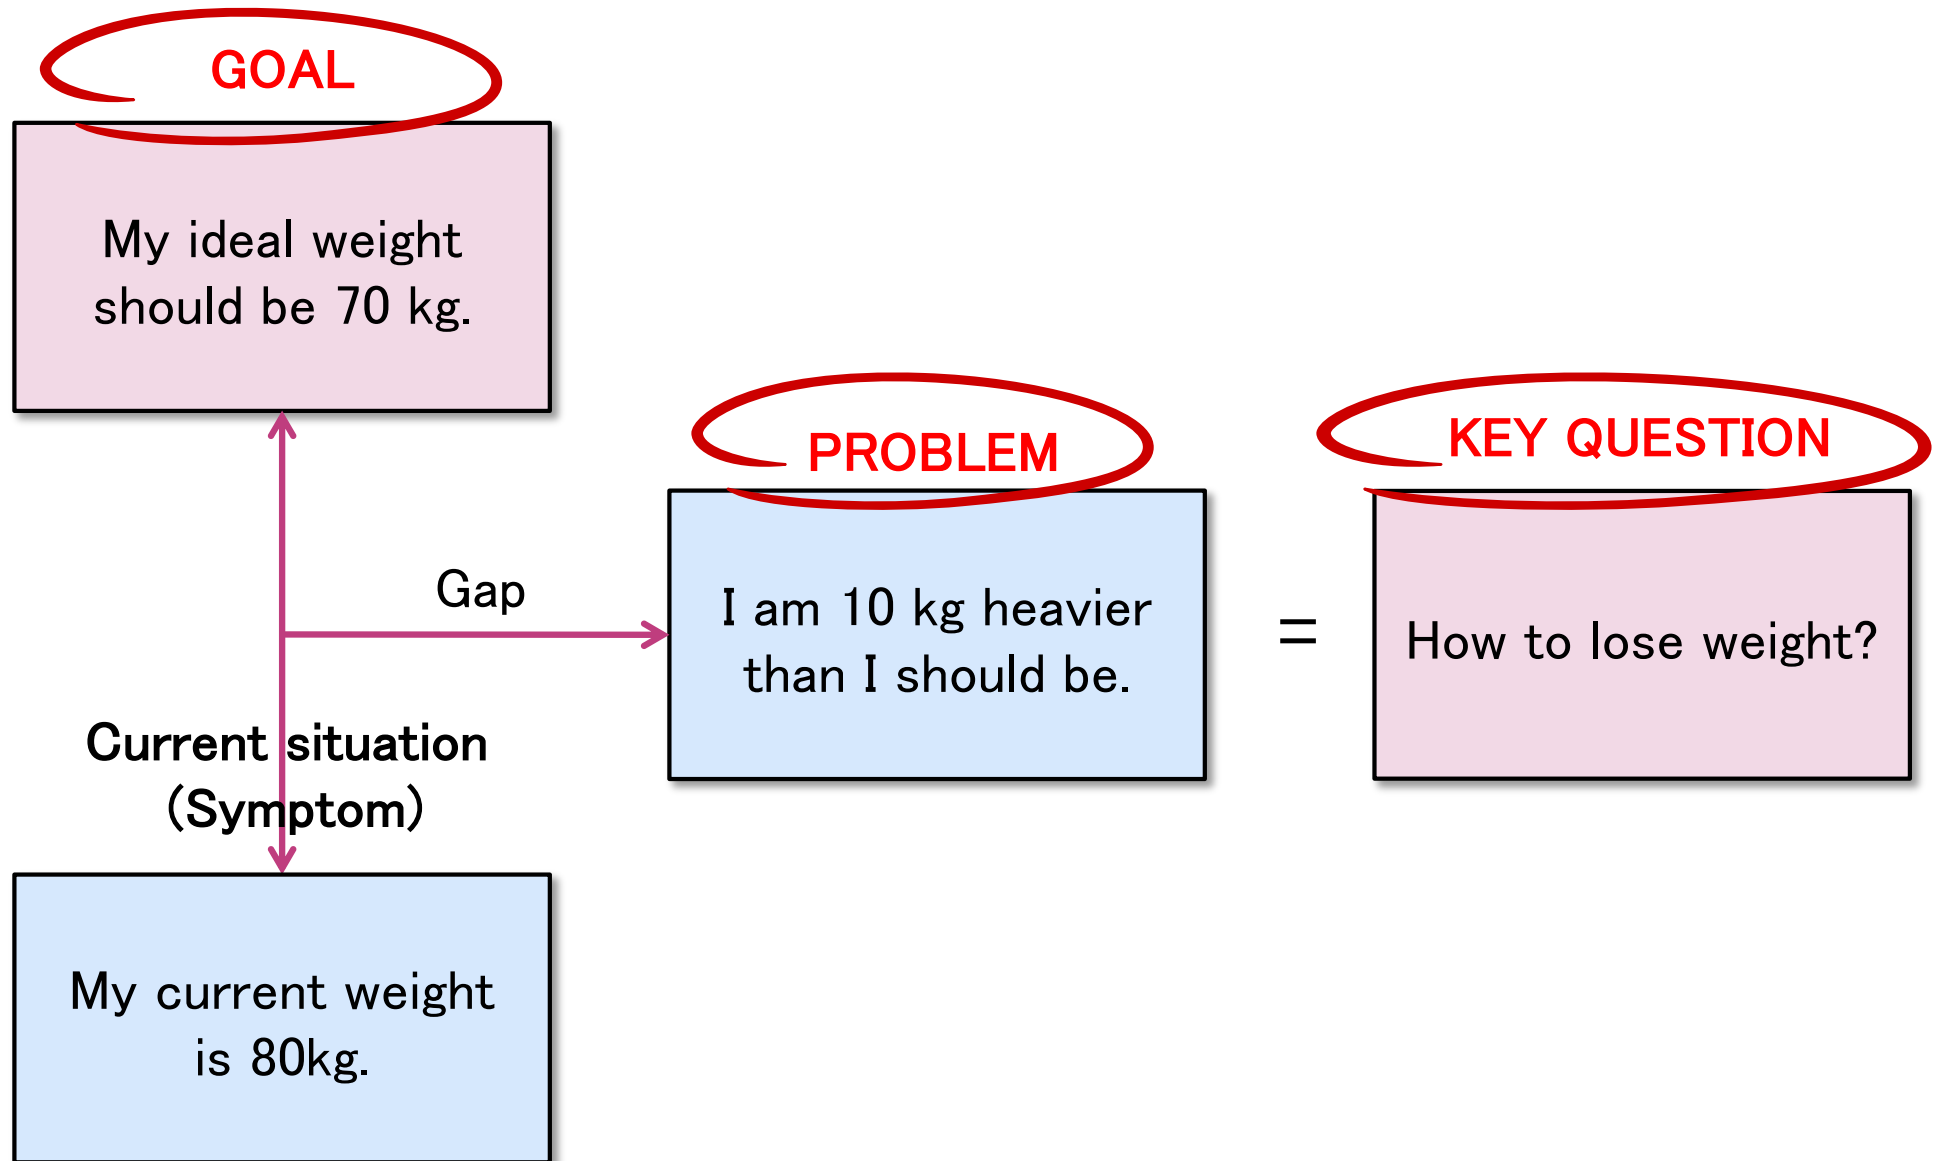 GOAL
My ideal weight
should be 70 kg.
PROBLEM
KEY QUESTION
Gap
I am 10 kg heavier
than I should be.
=
How to lose weight?
Current situation
(Symptom)
My current weight
is 80kg.